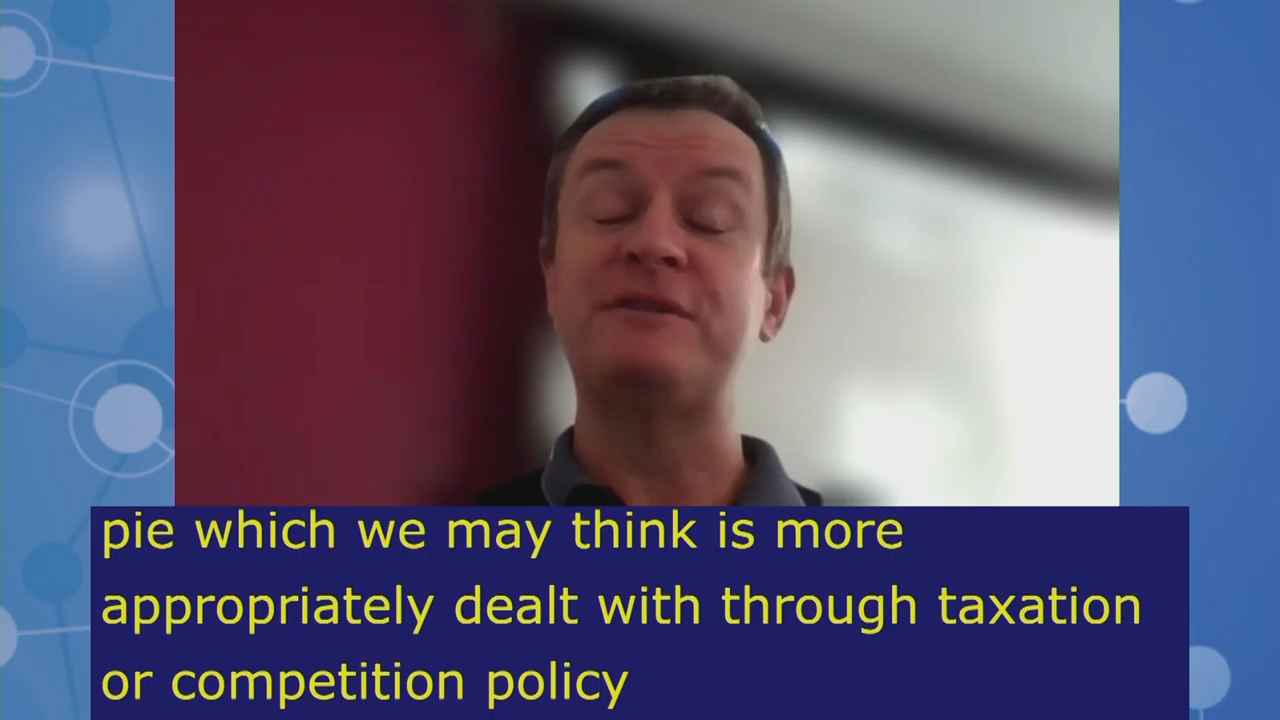 pie which we may think is more
appropriately dealt with through taxation
or competition policy